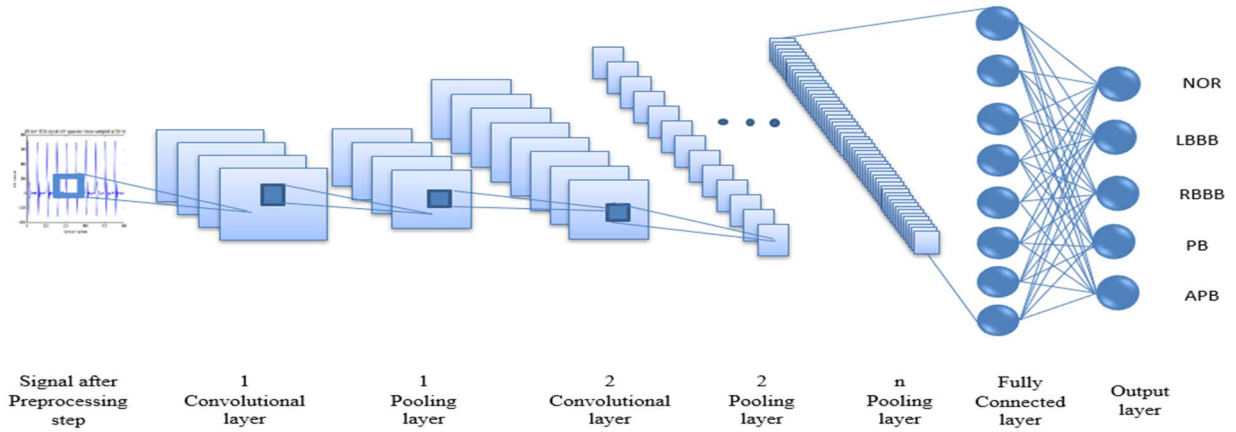 NOR
LBBB
RBBB
PB
APB
Signal after
Preprocessing
step
1
Convolutional
layer
1
Pooling
layer
2
Convolutional
layer
2
Pooling
layer
n
Pooling
layer
Fully
Connected
layer
Output
layer